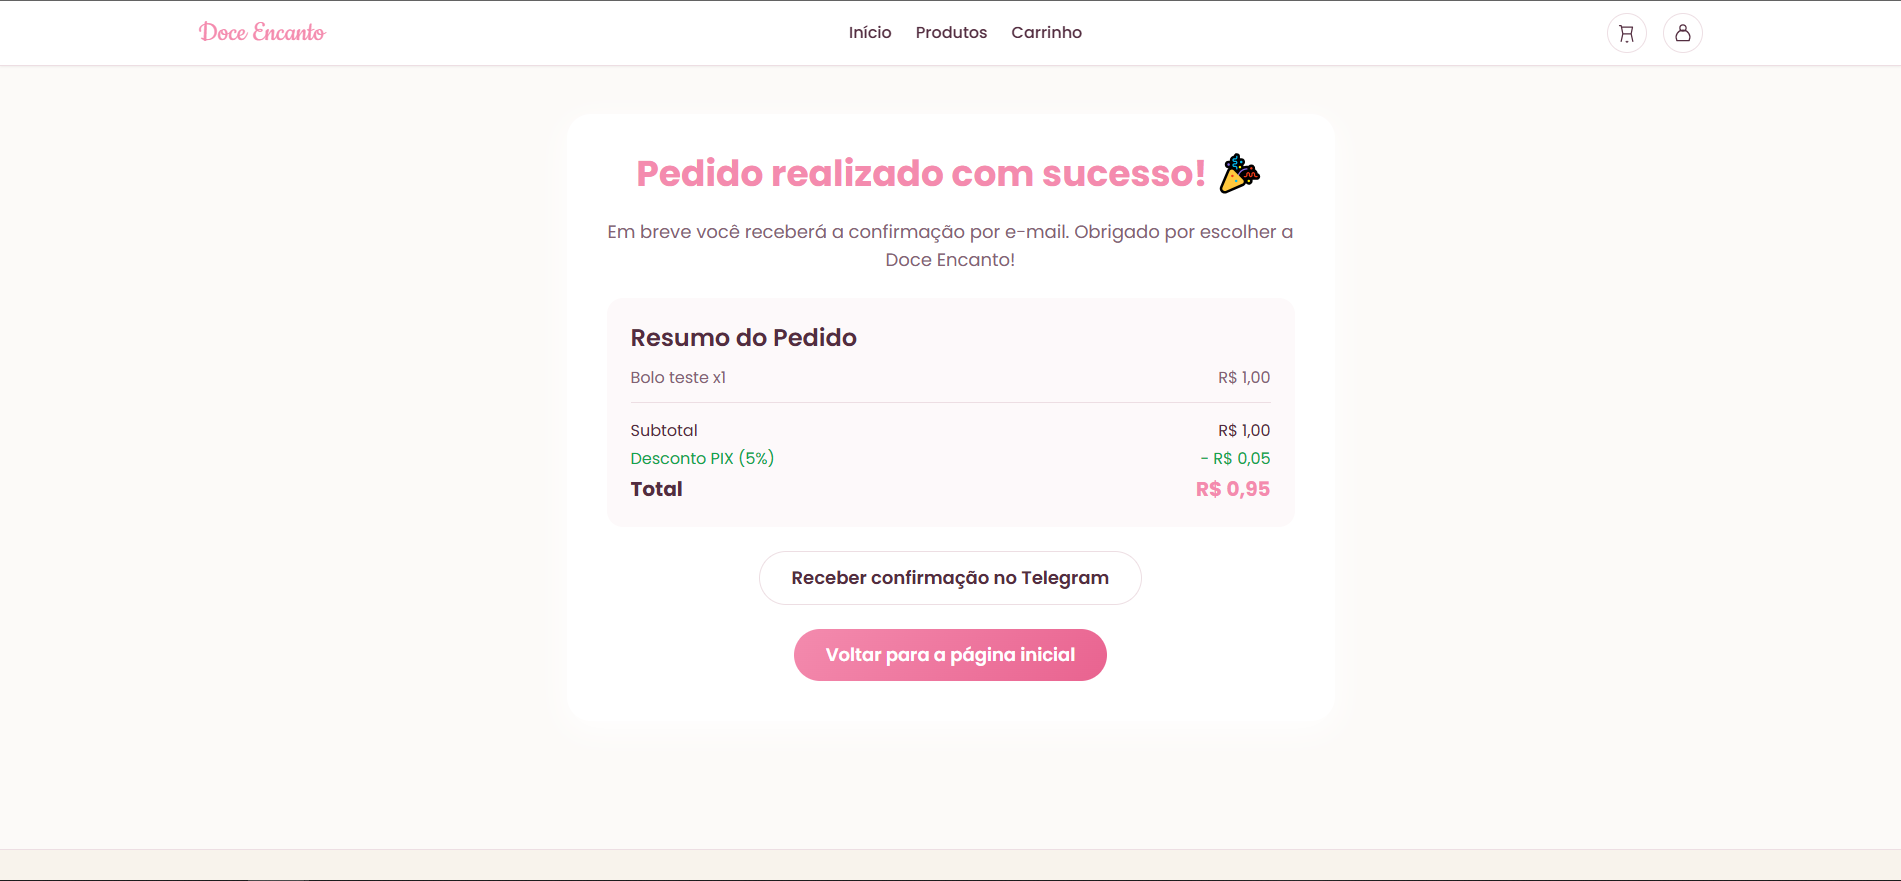 Doce Encanto
Início Produtos Carrinho
Pedido realizado com sucesso! 🎉
Em breve você receberá a confirmação por e-mail. Obrigado por escolher a
Doce Encanto!
Resumo do Pedido
Bolo teste x1 R$ 1,00
Subtotal R$ 1,00
Desconto PIX (5%) - R$ 0,05
Total R$ 0,95
Receber confirmação no Telegram
Voltar para a página inicial